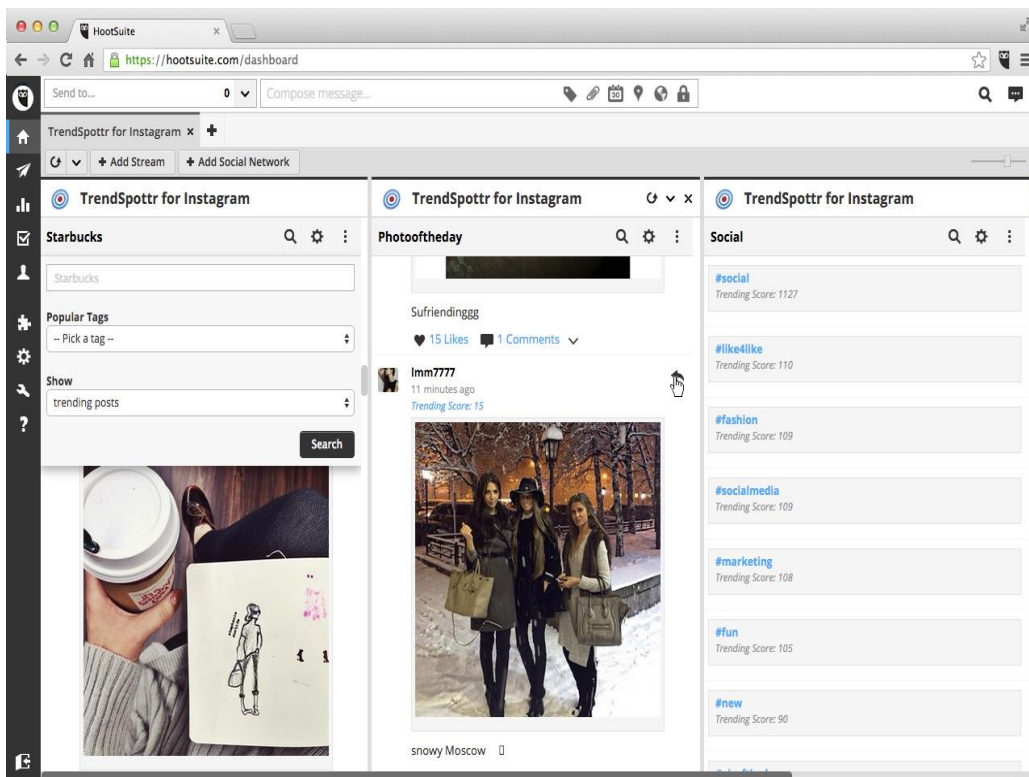 HootSuite
https://hootsuite.com/dashboard
Send to... 0 Compose message... 30
TrendSpottr for Instagram x +
+ Add Stream + Add Social Network
TrendSpottr for Instagram
Starbucks
Starbucks
Popular Tags
-- Pick a tag --
Show
trending posts
Search
TrendSpottr for Instagram
Photooftheday
Sufriendinggg
15 Likes 1 Comments
lmm7777
11 minutes ago
Trending Score: 15
snowy Moscow
TrendSpottr for Instagram
Social
#social
Trending Score: 1127
#like4like
Trending Score: 110
#fashion
Trending Score: 109
#socialmedia
Trending Score: 109
#marketing
Trending Score: 108
#fun
Trending Score: 105
#new
Trending Score: 90